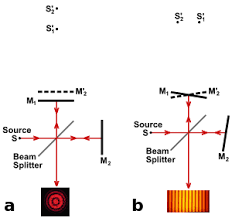 S′₂
S′₁
M′₂
M₁
Source
S
Beam
Splitter
M₂
a
S′₂ S′₁
M₁ M′₂
Source
S
Beam
Splitter
M₂
b